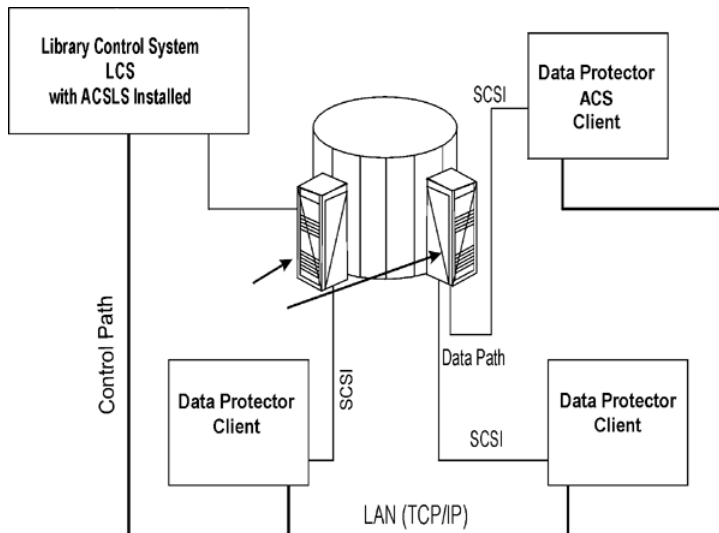 Library Control System
LCS
with ACSLS Installed
SCSI
Data Protector
ACS
Client
Control Path
Data Path
Data Protector
Client
SCSI
SCSI
Data Protector
Client
LAN (TCP/IP)